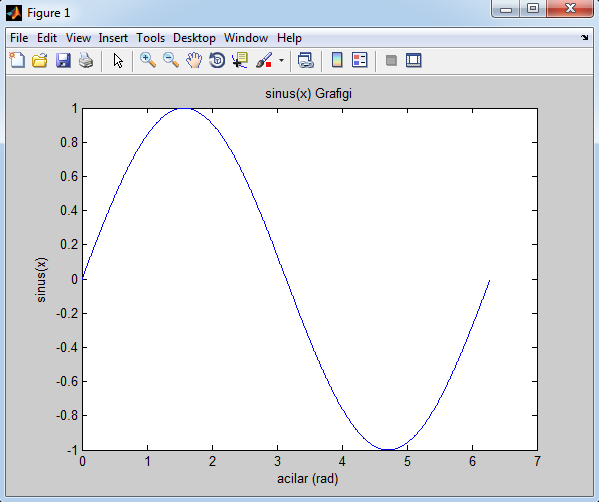 Figure 1
File Edit View Insert Tools Desktop Window Help
sinus(x) Grafigi
1
0.8
0.6
0.4
0.2
0
-0.2
-0.4
-0.6
-0.8
-1
sinus(x)
0 1 2 3 4 5 6 7
acilar (rad)